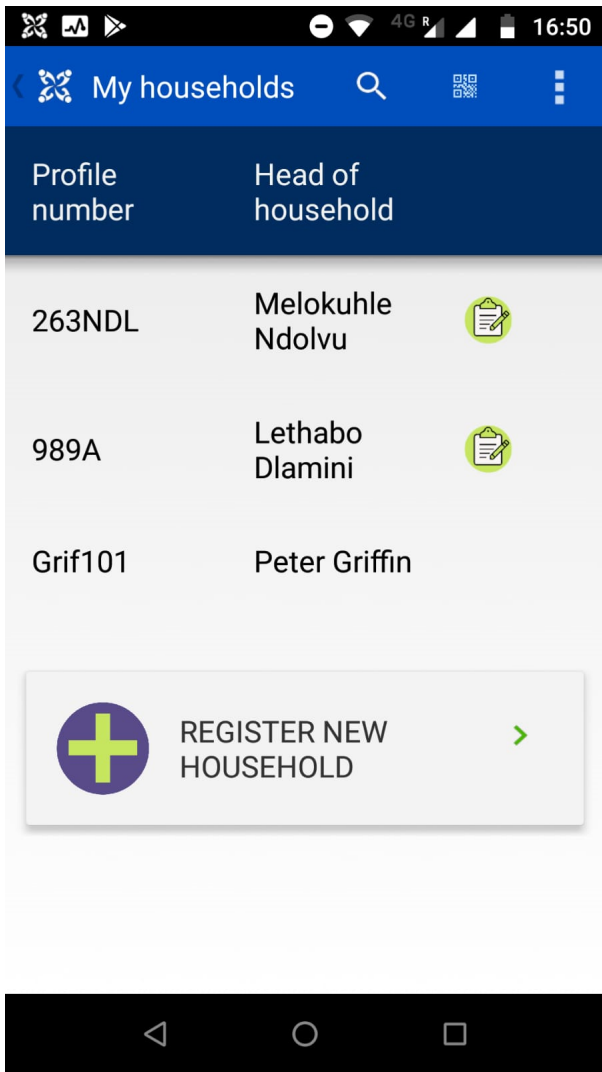 4G R 16:50
My households
Profile number
Head of household
263NDL
Melokuhle Ndolvu
989A
Lethabo Dlamini
Grif101
Peter Griffin
REGISTER NEW
HOUSEHOLD